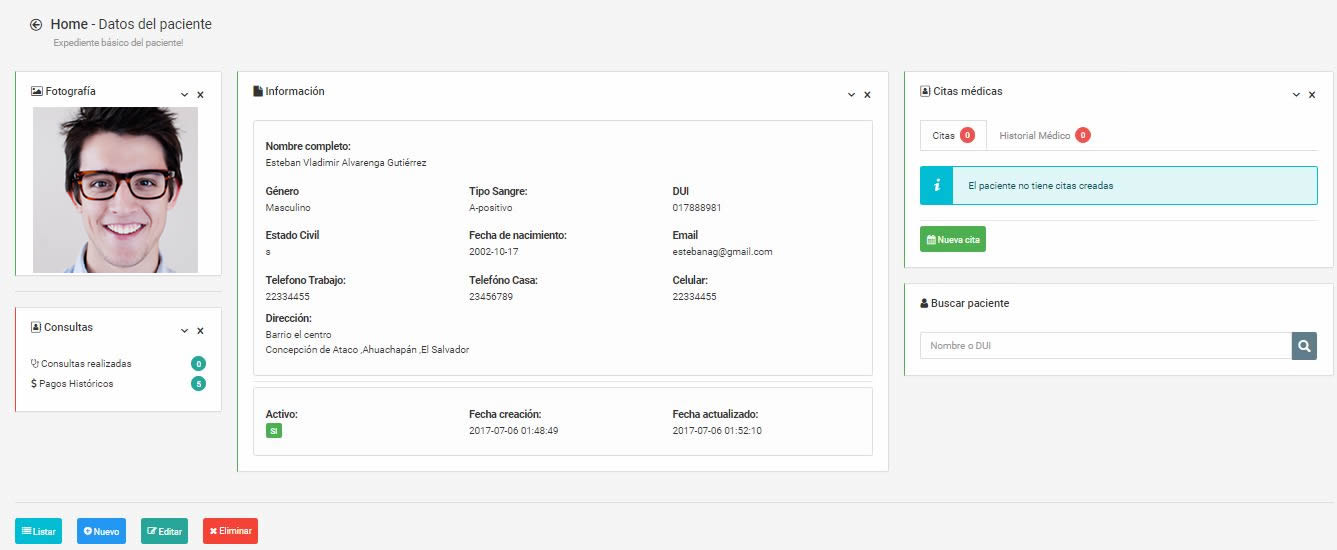 Home - Datos del paciente
Expediente básico del paciente!
Fotografía
Consultas
Consultas realizadas 0
$ Pagos Históricos 5
Información
Nombre completo:
Esteban Vladimir Alvarenga Gutiérrez
Género Tipo Sangre: DUI
Masculino A-positivo 017888981
Estado Civil Fecha de nacimiento: Email
s 2002-10-17 estebanag@gmail.com
Telefono Trabajo: Telefóno Casa: Celular:
22334455 23456789 22334455
Dirección:
Barrio el centro
Concepción de Ataco ,Ahuachapán ,El Salvador
Activo: Fecha creación: Fecha actualizado:
SI 2017-07-06 01:48:49 2017-07-06 01:52:10
Citas médicas
Citas 0 Historial Médico 0
i El paciente no tiene citas creadas
Nueva cita
Buscar paciente
Nombre o DUI
Listar Nuevo Editar Eliminar